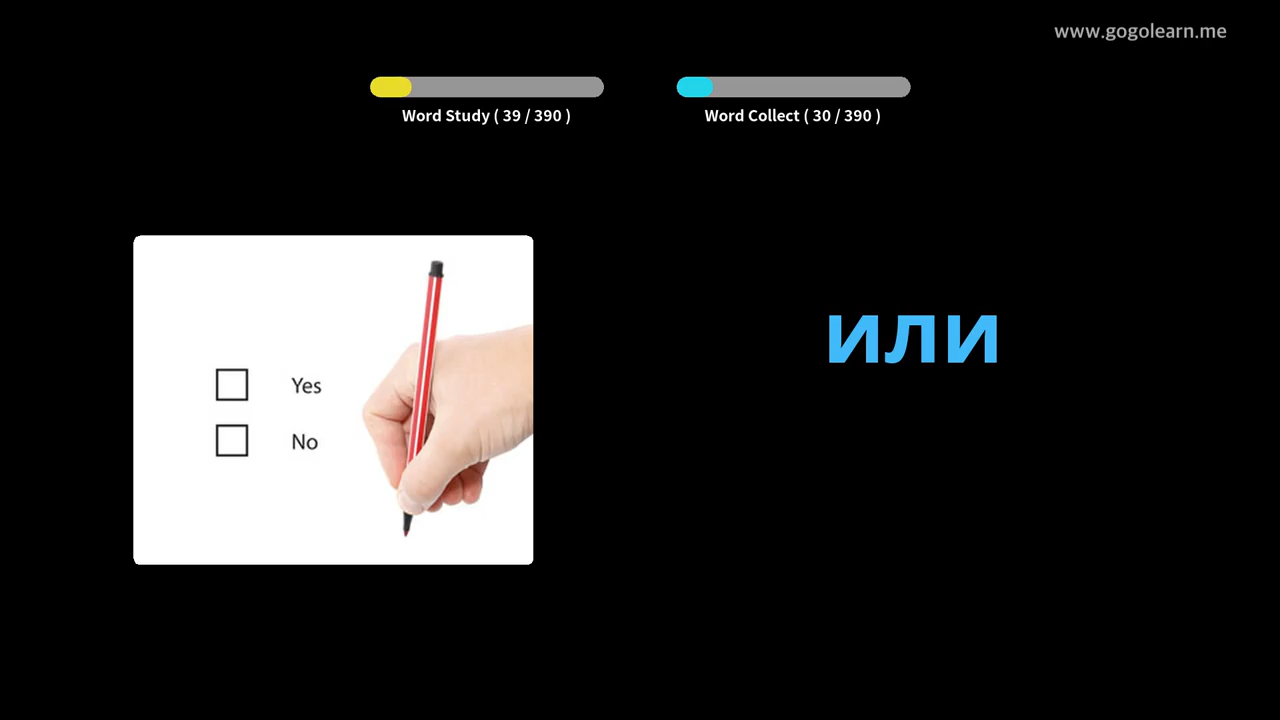 www.gogolearn.me
Word Study ( 39 / 390 )
Word Collect ( 30 / 390 )
или
Yes
No